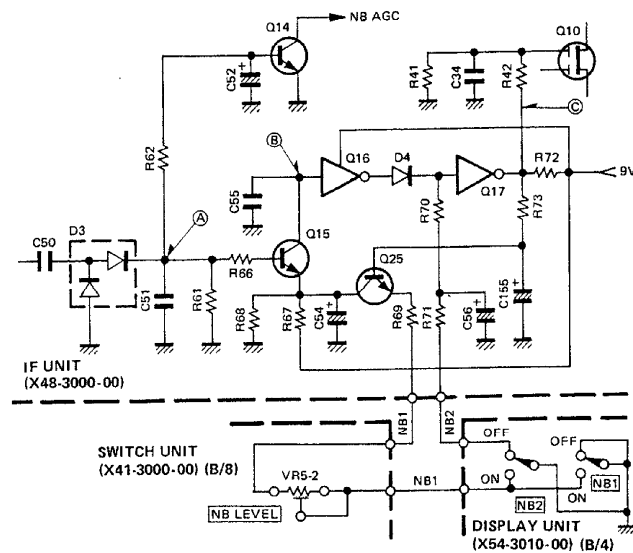 Q14
N8 AGC
Q10
C52
+
R41
C34
R42
C
R62
B
Q16
D4
Q17
R72
9V
C55
R70
R73
D3
A
C50
Q15
Q25
R66
C51
R61
R68
R67
C54
+
R69
R71
C56
+
C155
+
IF UNIT
(X48-3000-00)
NB1
NB2
SWITCH UNIT
(X41-3000-00) (B/8)
OFF
OFF
VR5-2
NB1
ON
NB1
NB LEVEL
NB2
ON
DISPLAY UNIT
(X54-3010-00) (B/4)